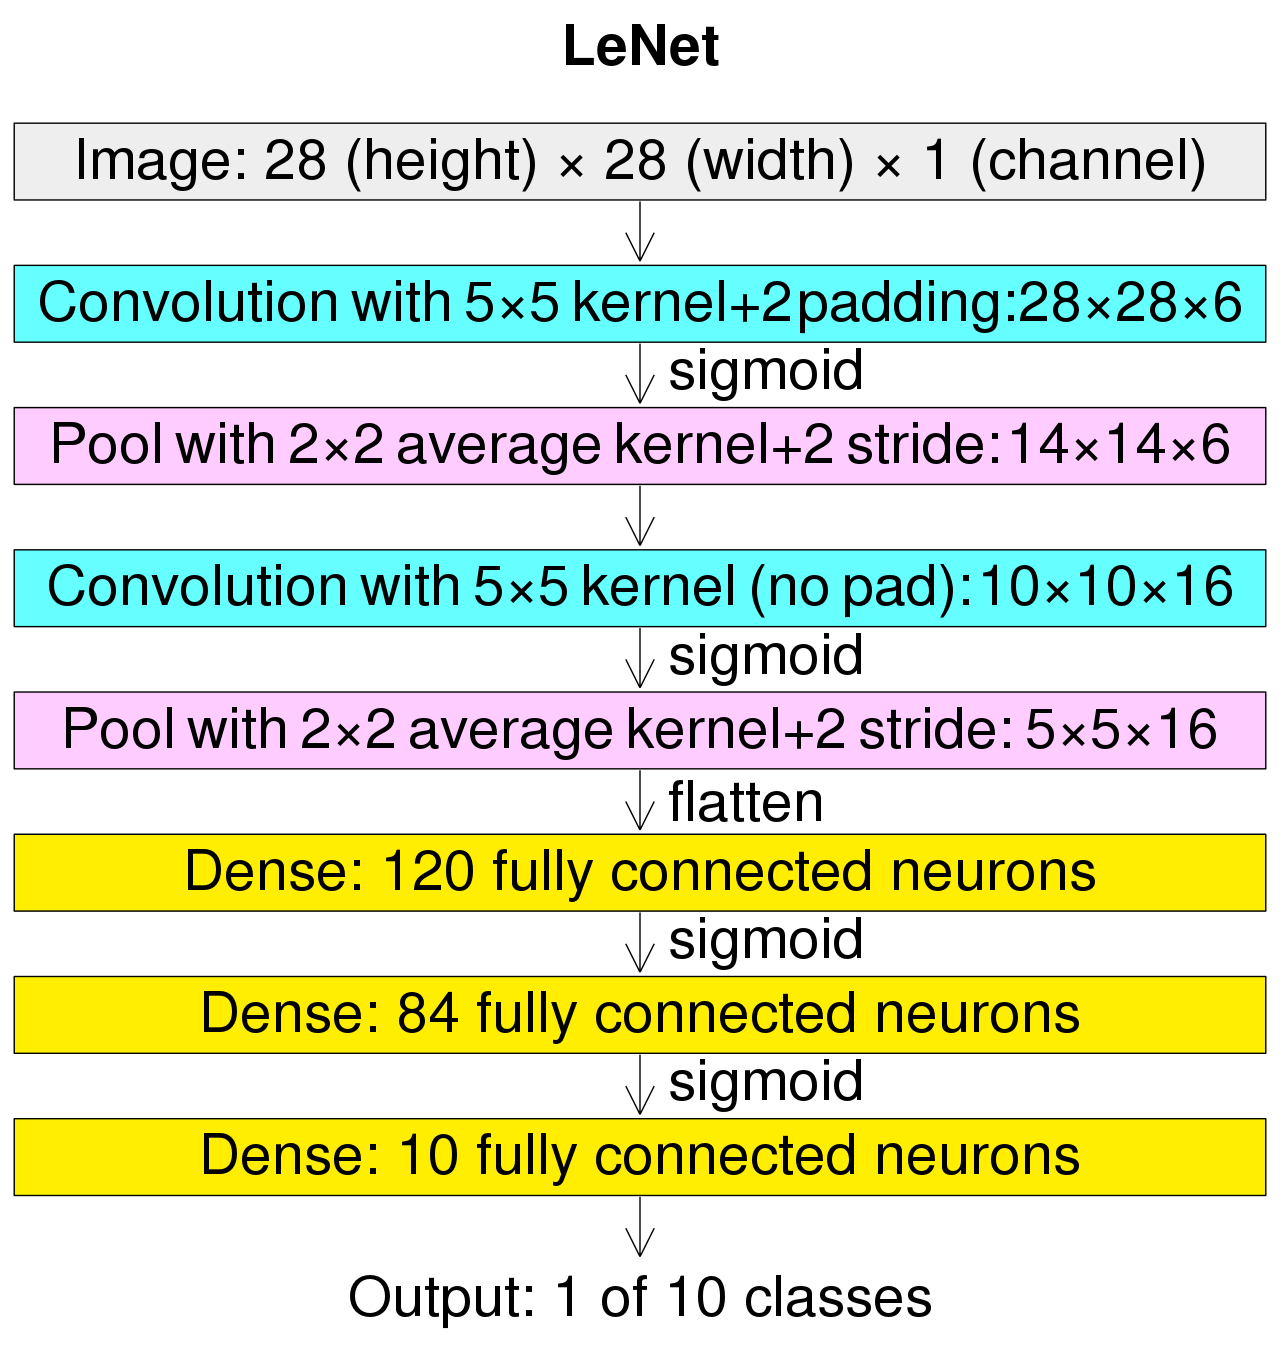 LeNet
Image: 28 (height) × 28 (width) × 1 (channel)
Convolution with 5×5 kernel+2padding:28×28×6
sigmoid
Pool with 2×2 average kernel+2 stride:14×14×6
Convolution with 5×5 kernel (no pad):10×10×16
sigmoid
Pool with 2×2 average kernel+2 stride: 5×5×16
flatten
Dense: 120 fully connected neurons
sigmoid
Dense: 84 fully connected neurons
sigmoid
Dense: 10 fully connected neurons
Output: 1 of 10 classes